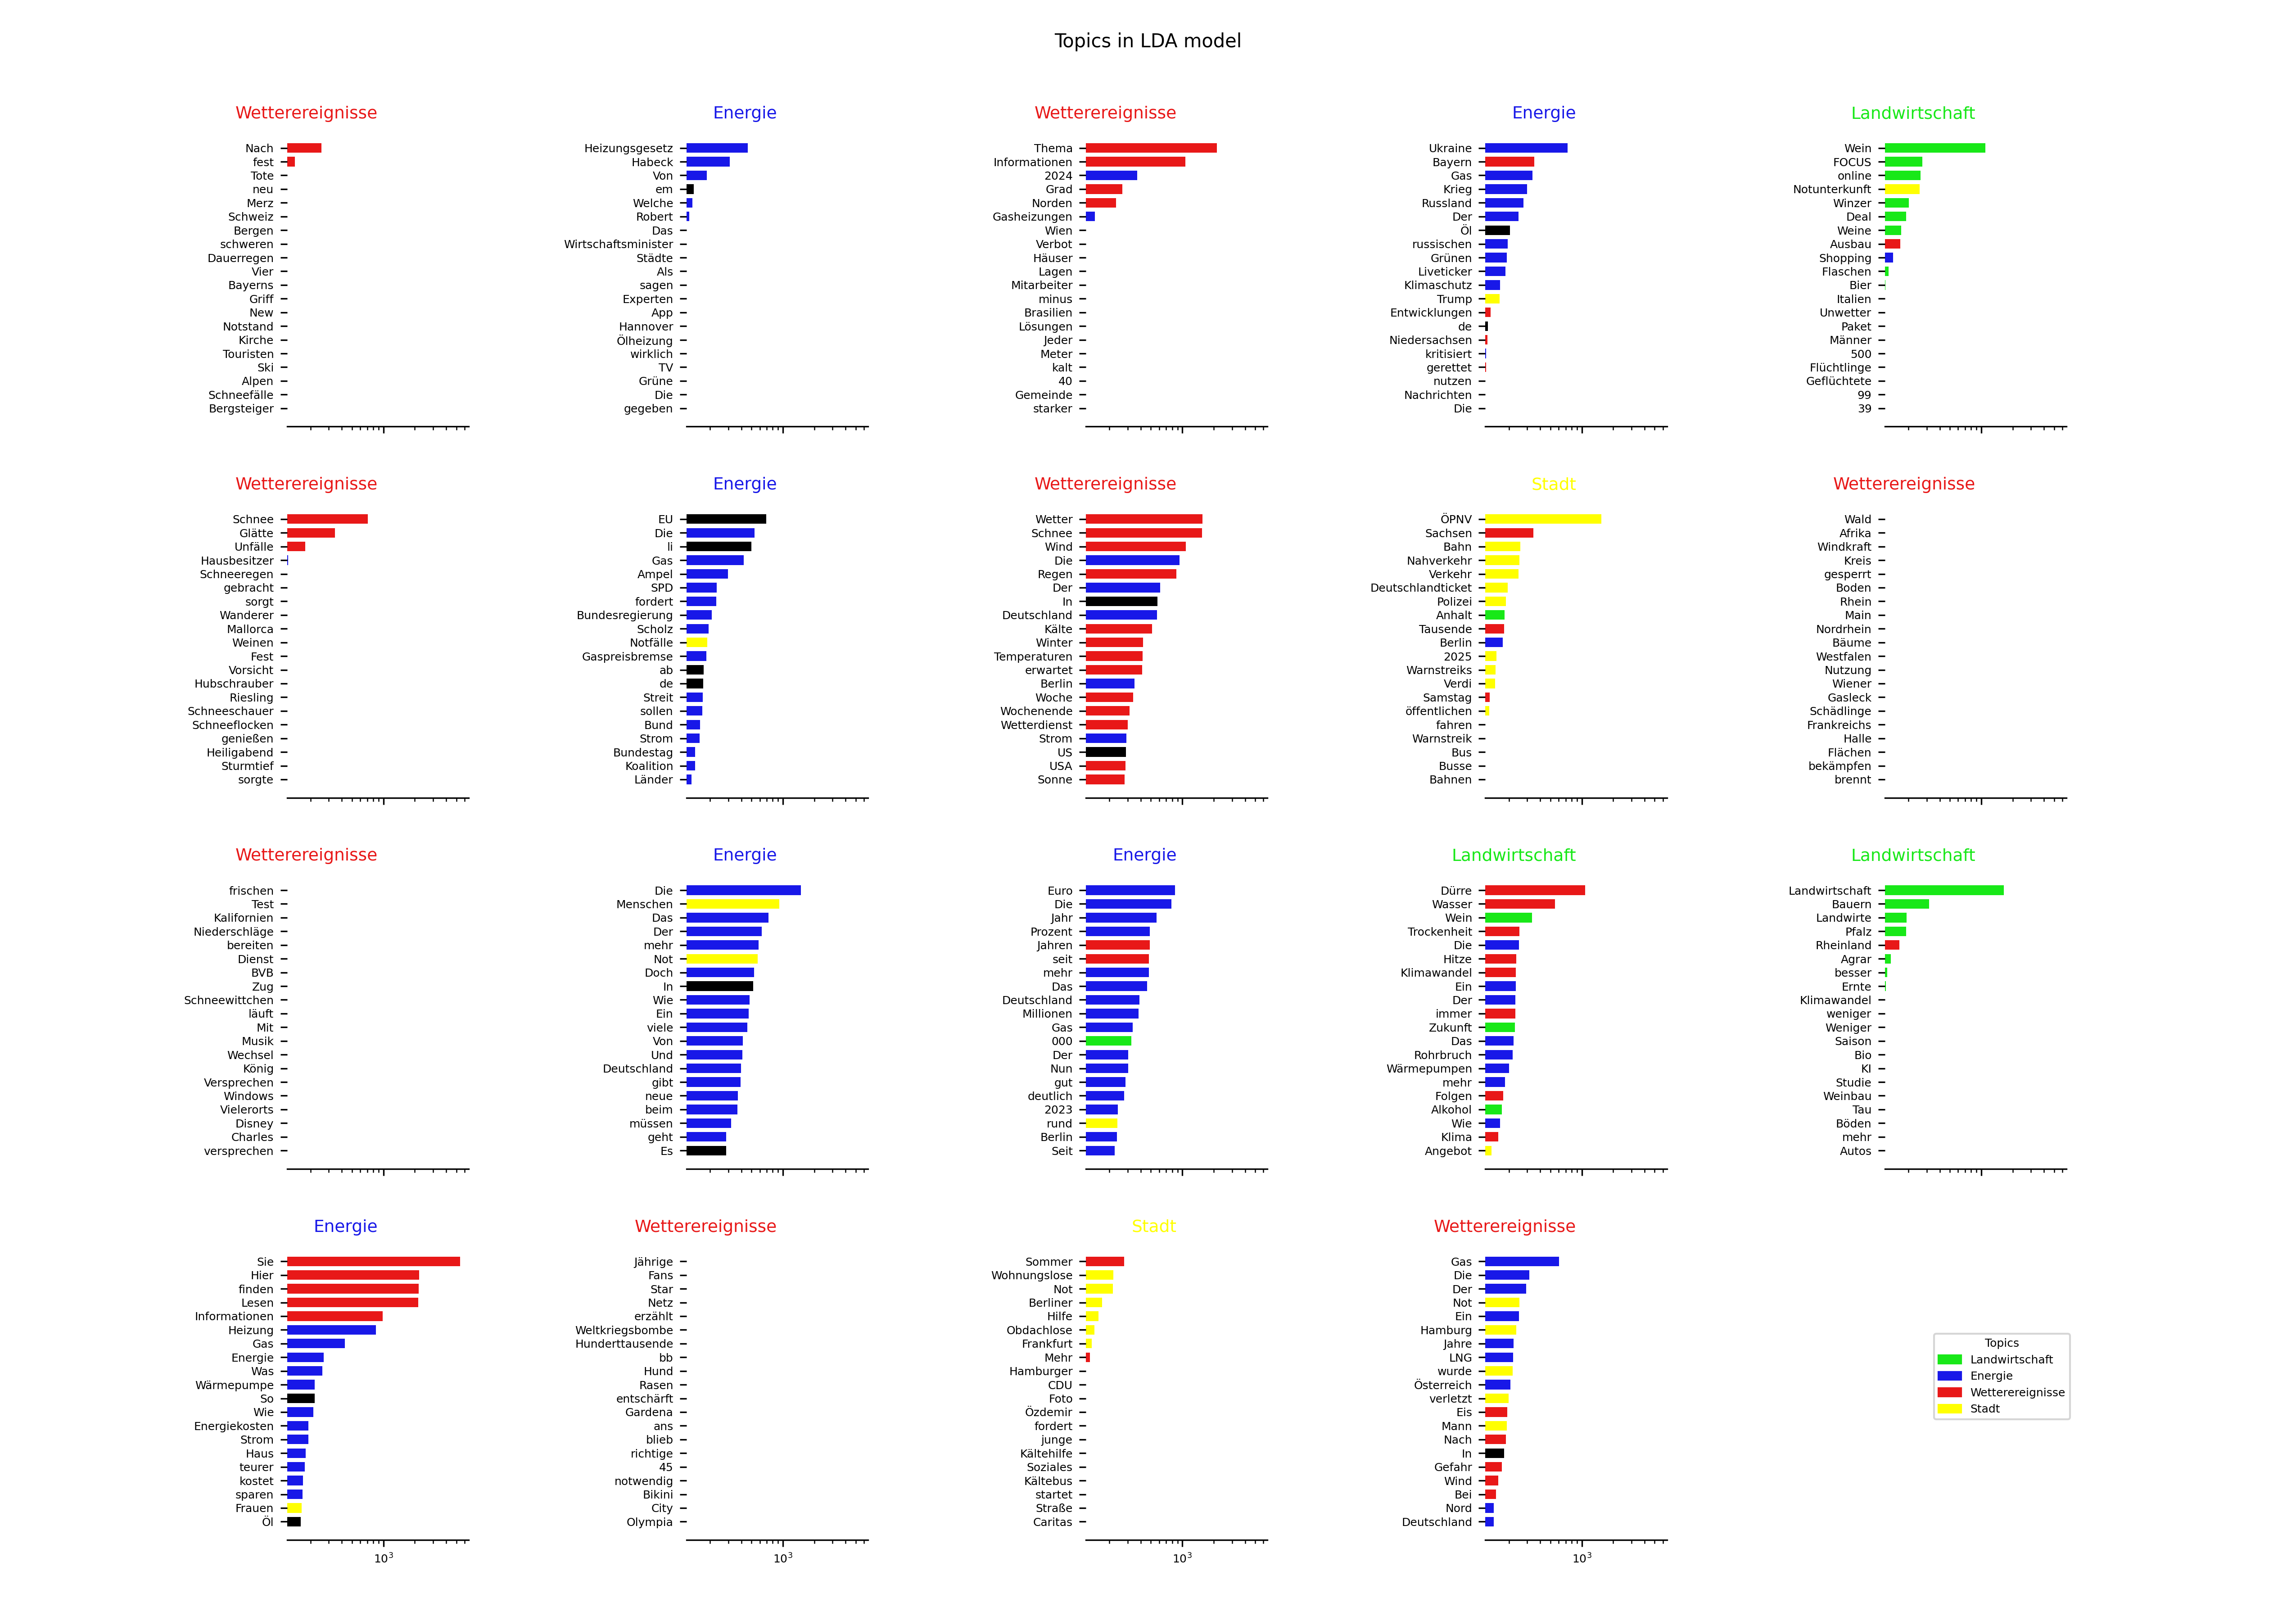 Topics in LDA model
Wetterereignisse
Nach
fest
Tote
neu
Merz
Schweiz
Bergen
schweren
Dauerregen
Vier
Bayerns
Griff
New
Notstand
Kirche
Touristen
Ski
Alpen
Schneefälle
Bergsteiger
Energie
Heizungsgesetz
Habeck
Von
em
Welche
Robert
Das
Wirtschaftsminister
Städte
Als
sagen
Experten
App
Hannover
Ölheizung
wirklich
TV
Grüne
Die
gegeben
Wetterereignisse
Thema
Informationen
2024
Grad
Norden
Gasheizungen
Wien
Verbot
Häuser
Lagen
Mitarbeiter
minus
Brasilien
Lösungen
Jeder
Meter
kalt
40
Gemeinde
starker
Energie
Ukraine
Bayern
Gas
Krieg
Russland
Der
Öl
russischen
Grünen
Liveticker
Klimaschutz
Trump
Entwicklungen
de
Niedersachsen
kritisiert
gerettet
nutzen
Nachrichten
Die
Landwirtschaft
Wein
FOCUS
online
Notunterkunft
Winzer
Deal
Weine
Ausbau
Shopping
Flaschen
Bier
Italien
Unwetter
Paket
Männer
500
Flüchtlinge
Geflüchtete
99
39
Wetterereignisse
Schnee
Glätte
Unfälle
Hausbesitzer
Schneeregen
gebracht
sorgt
Wanderer
Mallorca
Weinen
Fest
Vorsicht
Hubschrauber
Riesling
Schneeschauer
Schneeflocken
genießen
Heiligabend
Sturmtief
sorgte
Energie
EU
Die
li
Gas
Ampel
SPD
fordert
Bundesregierung
Scholz
Notfälle
Gaspreisbremse
ab
de
Streit
sollen
Bund
Strom
Bundestag
Koalition
Länder
Wetterereignisse
Wetter
Schnee
Wind
Die
Regen
Der
In
Deutschland
Kälte
Winter
Temperaturen
erwartet
Berlin
Woche
Wochenende
Wetterdienst
Strom
US
USA
Sonne
Stadt
ÖPNV
Sachsen
Bahn
Nahverkehr
Verkehr
Deutschlandticket
Polizei
Anhalt
Tausende
Berlin
2025
Warnstreiks
Verdi
Samstag
öffentlichen
fahren
Warnstreik
Bus
Busse
Bahnen
Wetterereignisse
Wald
Afrika
Windkraft
Kreis
gesperrt
Boden
Rhein
Main
Nordrhein
Bäume
Westfalen
Nutzung
Wiener
Gasleck
Schädlinge
Frankreichs
Halle
Flächen
bekämpfen
brennt
Wetterereignisse
frischen
Test
Kalifornien
Niederschläge
bereiten
Dienst
BVB
Zug
Schneewittchen
läuft
Mit
Musik
Wechsel
König
Versprechen
Windows
Vielerorts
Disney
Charles
versprechen
Energie
Die
Menschen
Das
Der
mehr
Not
Doch
In
Wie
Ein
viele
Von
Und
Deutschland
gibt
neue
beim
müssen
geht
Es
Energie
Euro
Die
Jahr
Prozent
Jahren
seit
mehr
Das
Deutschland
Millionen
Gas
000
Der
Nun
gut
deutlich
2023
rund
Berlin
Seit
Landwirtschaft
Dürre
Wasser
Wein
Trockenheit
Die
Hitze
Klimawandel
Ein
Der
immer
Zukunft
Das
Rohrbruch
Wärmepumpen
mehr
Folgen
Alkohol
Wie
Klima
Angebot
Landwirtschaft
Landwirtschaft
Bauern
Landwirte
Pfalz
Rheinland
Agrar
besser
Ernte
Klimawandel
weniger
Weniger
Saison
Bio
KI
Studie
Weinbau
Tau
Böden
mehr
Autos
Energie
Sie
Hier
finden
Lesen
Informationen
Heizung
Gas
Energie
Was
Wärmepumpe
So
Wie
Energiekosten
Strom
Haus
teurer
kostet
sparen
Frauen
Öl
10³
Wetterereignisse
Jährige
Fans
Star
Netz
erzählt
Weltkriegsbombe
Hunderttausende
bb
Hund
Rasen
entschärft
Gardena
ans
blieb
richtige
45
notwendig
Bikini
City
Olympia
10³
Stadt
Sommer
Wohnungslose
Not
Berliner
Hilfe
Obdachlose
Frankfurt
Mehr
Hamburger
CDU
Foto
Özdemir
fordert
junge
Kältehilfe
Soziales
Kältebus
startet
Straße
Caritas
10³
Wetterereignisse
Gas
Die
Der
Not
Ein
Hamburg
Jahre
LNG
wurde
Österreich
verletzt
Eis
Mann
Nach
In
Gefahr
Wind
Bei
Nord
Deutschland
10³
Topics
Landwirtschaft
Energie
Wetterereignisse
Stadt